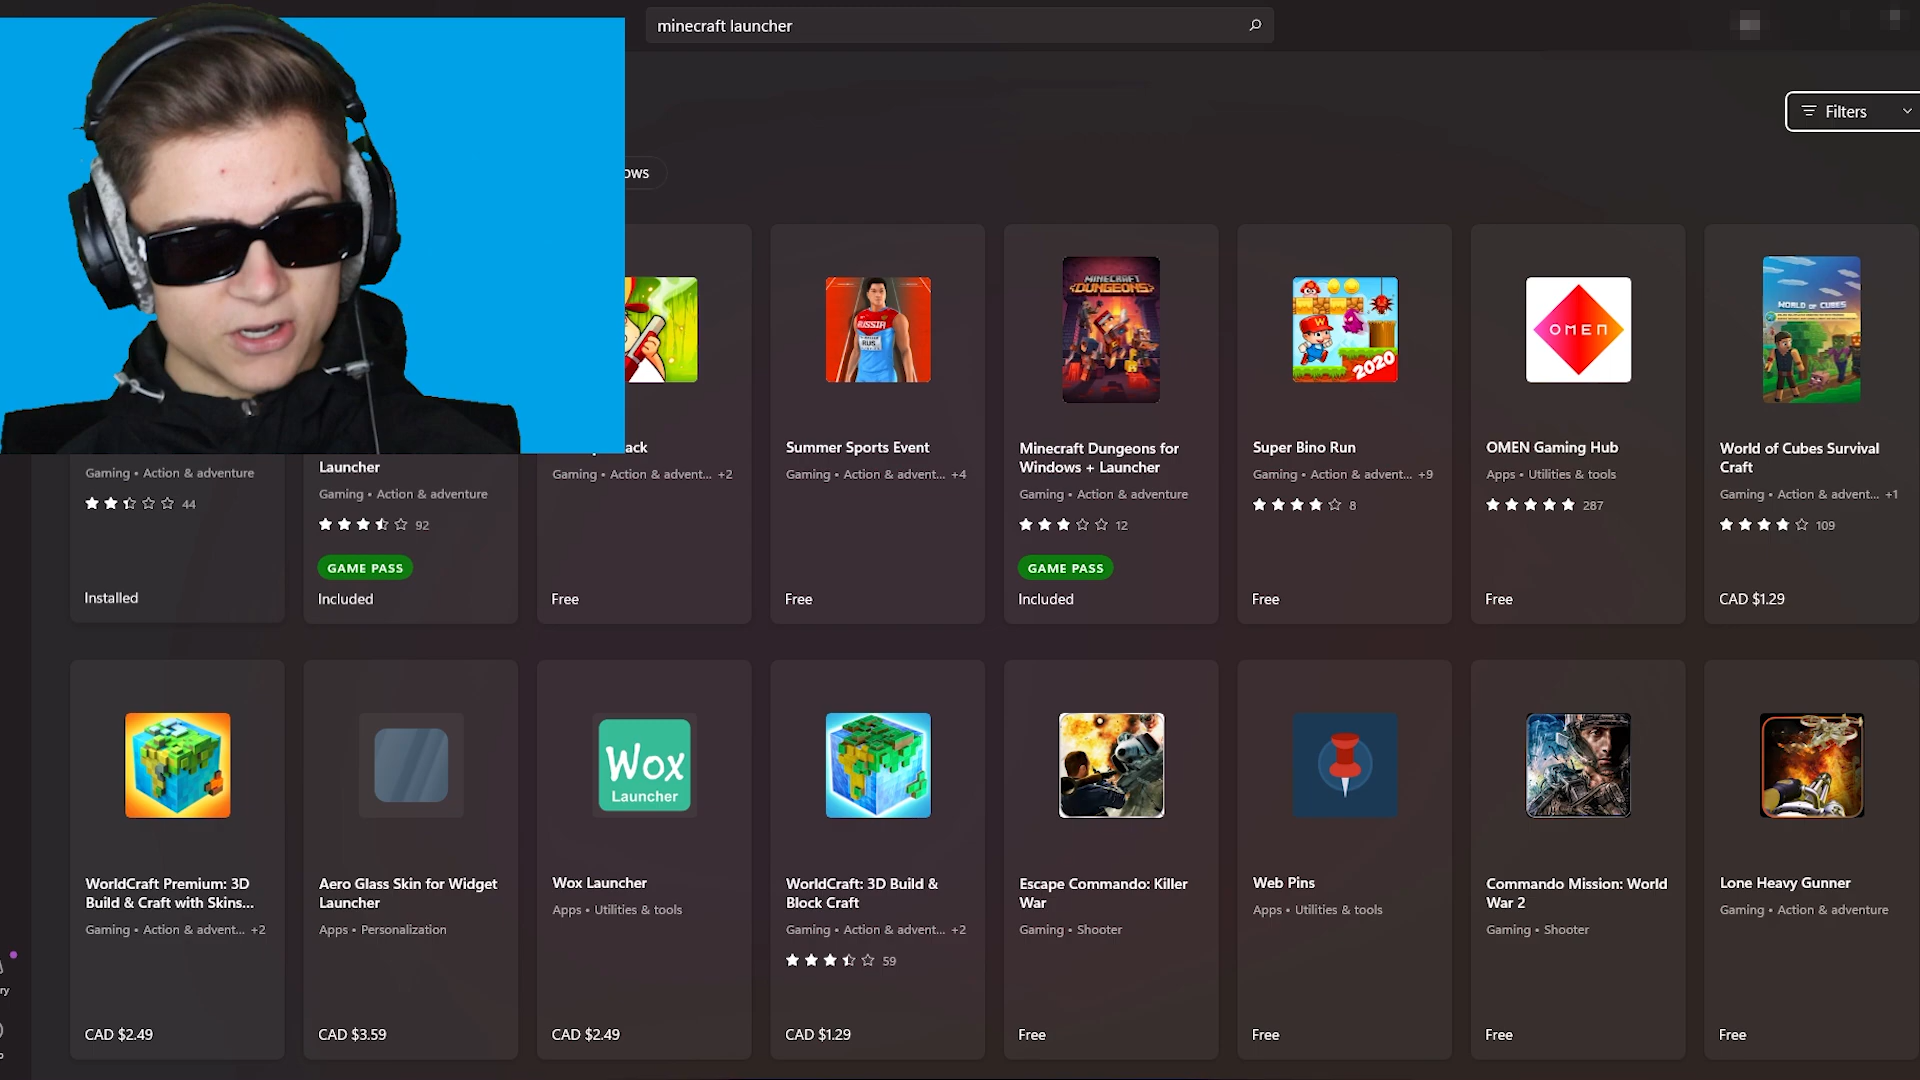 minecraft launcher
Filters
ows
MINECRAFT
DUNGEONS
RUSSIA
RUS
W
2020
OMEN
WORLD OF CUBES
ack
Summer Sports Event
Minecraft Dungeons for
Windows + Launcher
Super Bino Run
OMEN Gaming Hub
World of Cubes Survival
Craft
Gaming • Action & adventure
44
Installed
Launcher
Gaming • Action & adventure
92
GAME PASS
Included
Gaming • Action & advent... +2
Free
Gaming • Action & advent... +4
Free
Gaming • Action & adventure
12
GAME PASS
Included
Gaming • Action & advent... +9
8
Free
Apps • Utilities & tools
287
Free
Gaming • Action & advent... +1
109
CAD $1.29
WorldCraft Premium: 3D
Build & Craft with Skins...
Gaming • Action & advent... +2
CAD $2.49
Aero Glass Skin for Widget
Launcher
Apps • Personalization
CAD $3.59
Wox
Launcher
Wox Launcher
Apps • Utilities & tools
CAD $2.49
WorldCraft: 3D Build &
Block Craft
Gaming • Action & advent... +2
59
CAD $1.29
Escape Commando: Killer
War
Gaming • Shooter
Free
Web Pins
Apps • Utilities & tools
Free
Commando Mission: World
War 2
Gaming • Shooter
Free
Lone Heavy Gunner
Gaming • Action & adventure
Free
ry